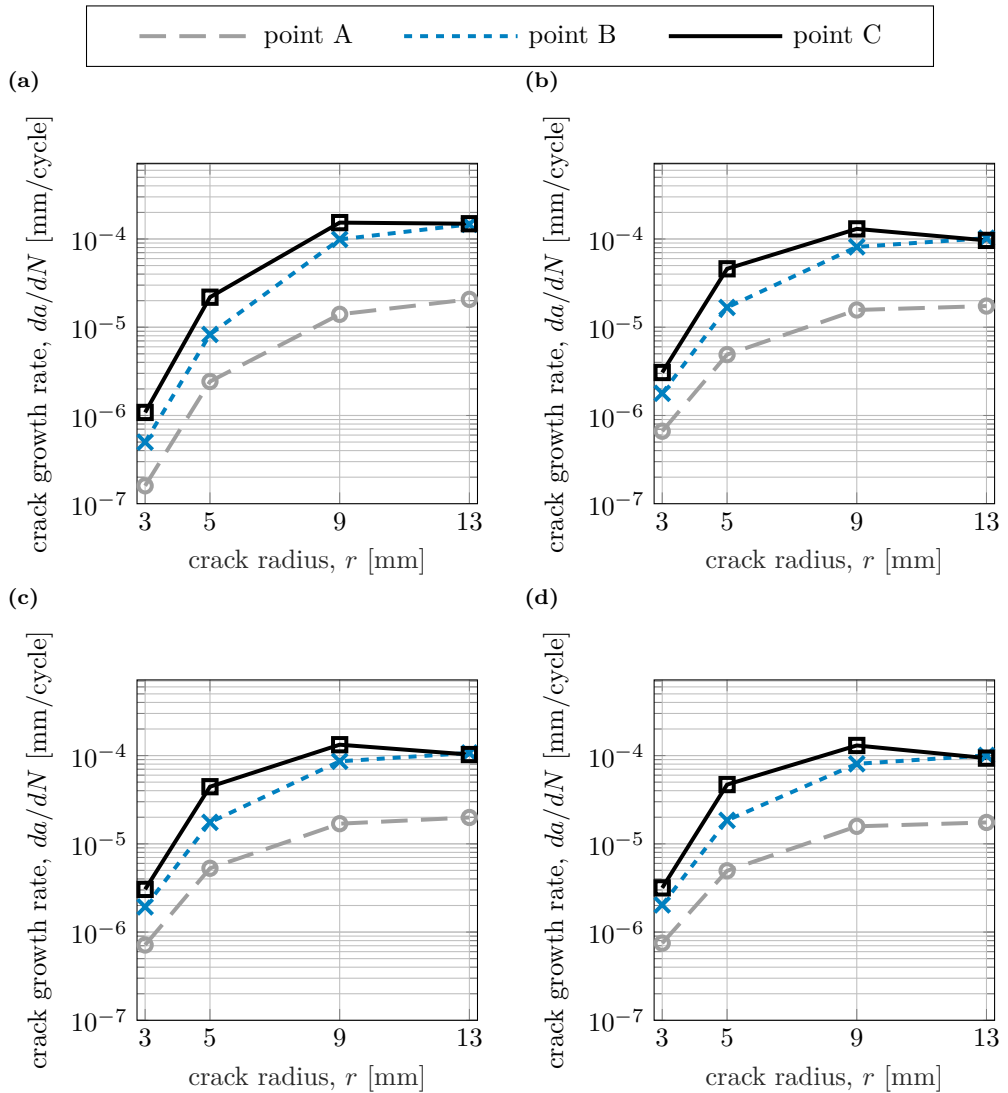 point A point B point C
(a)
crack growth rate, da/dN [mm/cycle]
10⁻⁴
10⁻⁵
10⁻⁶
10⁻⁷
3 5 9 13
crack radius, r [mm]
(b)
crack growth rate, da/dN [mm/cycle]
10⁻⁴
10⁻⁵
10⁻⁶
10⁻⁷
3 5 9 13
crack radius, r [mm]
(c)
crack growth rate, da/dN [mm/cycle]
10⁻⁴
10⁻⁵
10⁻⁶
10⁻⁷
3 5 9 13
crack radius, r [mm]
(d)
crack growth rate, da/dN [mm/cycle]
10⁻⁴
10⁻⁵
10⁻⁶
10⁻⁷
3 5 9 13
crack radius, r [mm]